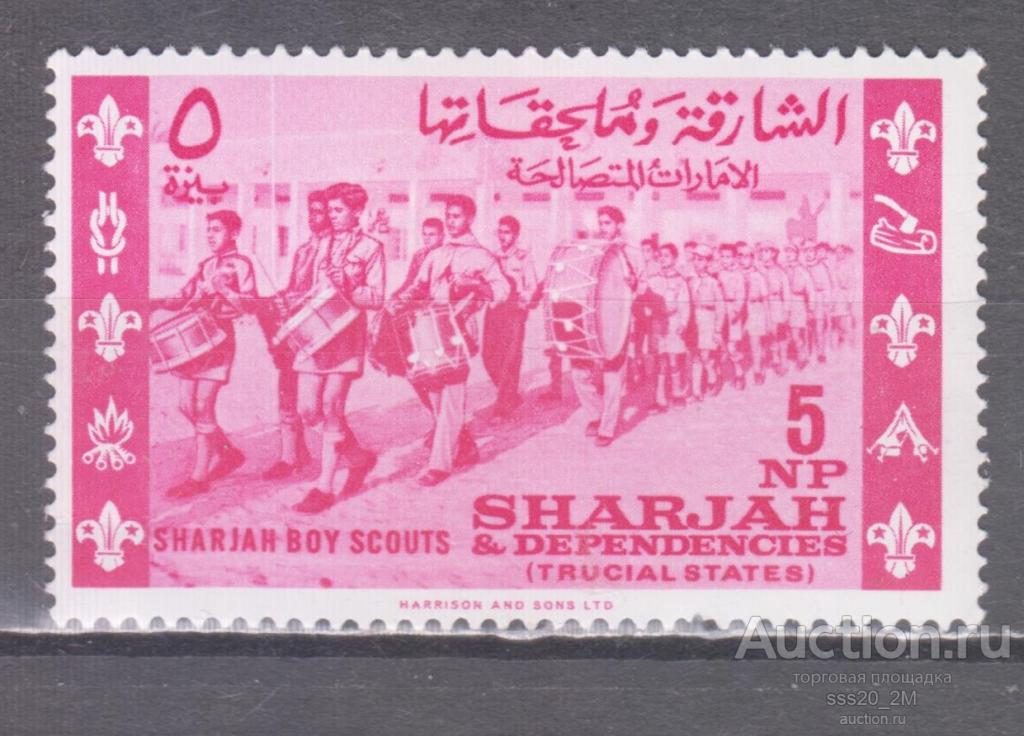 ٥
بيزة
الشارقة وملحقاتها
الامارات المتصالحة
5
NP
SHARJAH
& DEPENDENCIES
(TRUCIAL STATES)
SHARJAH BOY SCOUTS
HARRISON AND SONS LTD
Auction.ru
торговая площадка
sss20_2M
auction.ru